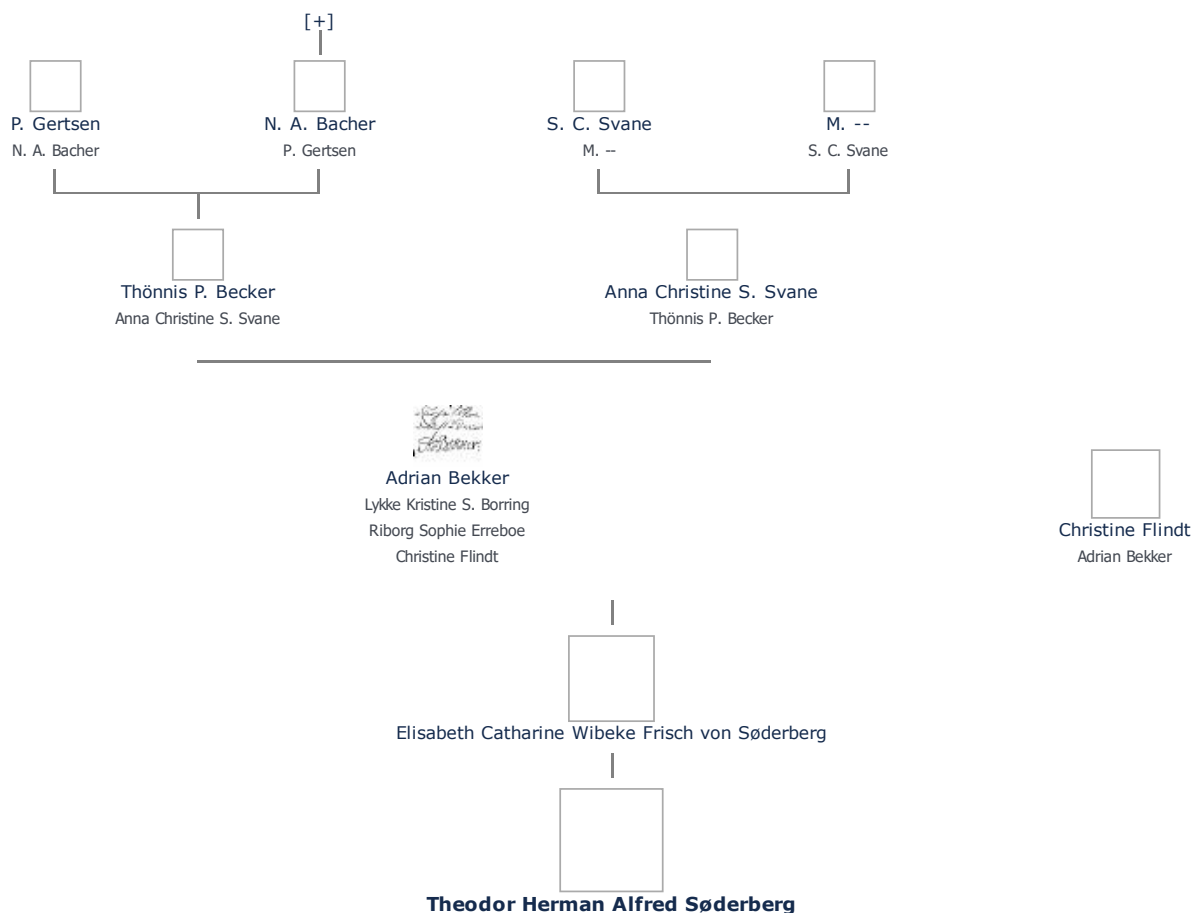 [+]
P. Gertsen
N. A. Bacher
N. A. Bacher
P. Gertsen
S. C. Svane
M. --
M. --
S. C. Svane
Thönnis P. Becker
Anna Christine S. Svane
Anna Christine S. Svane
Thönnis P. Becker
Adrian Bekker
Lykke Kristine S. Borring
Riborg Sophie Erreboe
Christine Flindt
Christine Flindt
Adrian Bekker
Elisabeth Catharine Wibeke Frisch von Søderberg
Theodor Herman Alfred Søderberg